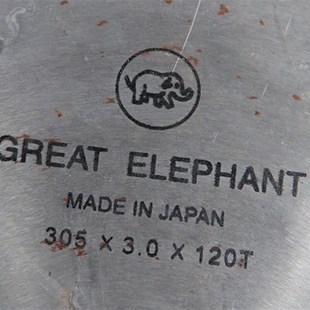 GREAT ELEPHANT
MADE IN JAPAN
305 X 3.0 X 120T